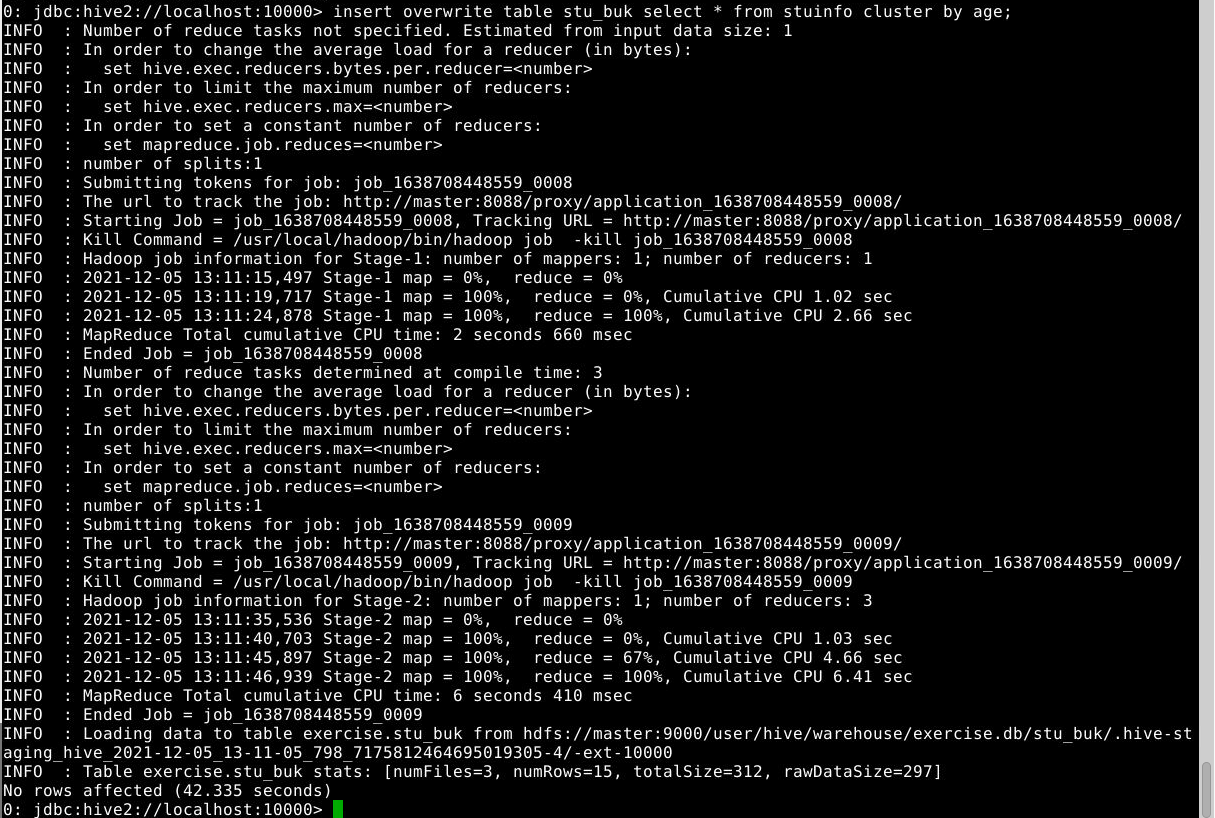 0: jdbc:hive2://localhost:10000> insert overwrite table stu_buk select * from stuinfo cluster by age;
INFO  : Number of reduce tasks not specified. Estimated from input data size: 1
INFO  : In order to change the average load for a reducer (in bytes):
INFO  :   set hive.exec.reducers.bytes.per.reducer=<number>
INFO  : In order to limit the maximum number of reducers:
INFO  :   set hive.exec.reducers.max=<number>
INFO  : In order to set a constant number of reducers:
INFO  :   set mapreduce.job.reduces=<number>
INFO  : number of splits:1
INFO  : Submitting tokens for job: job_1638708448559_0008
INFO  : The url to track the job: http://master:8088/proxy/application_1638708448559_0008/
INFO  : Starting Job = job_1638708448559_0008, Tracking URL = http://master:8088/proxy/application_1638708448559_0008/
INFO  : Kill Command = /usr/local/hadoop/bin/hadoop job  -kill job_1638708448559_0008
INFO  : Hadoop job information for Stage-1: number of mappers: 1; number of reducers: 1
INFO  : 2021-12-05 13:11:15,497 Stage-1 map = 0%,  reduce = 0%
INFO  : 2021-12-05 13:11:19,717 Stage-1 map = 100%,  reduce = 0%, Cumulative CPU 1.02 sec
INFO  : 2021-12-05 13:11:24,878 Stage-1 map = 100%,  reduce = 100%, Cumulative CPU 2.66 sec
INFO  : MapReduce Total cumulative CPU time: 2 seconds 660 msec
INFO  : Ended Job = job_1638708448559_0008
INFO  : Number of reduce tasks determined at compile time: 3
INFO  : In order to change the average load for a reducer (in bytes):
INFO  :   set hive.exec.reducers.bytes.per.reducer=<number>
INFO  : In order to limit the maximum number of reducers:
INFO  :   set hive.exec.reducers.max=<number>
INFO  : In order to set a constant number of reducers:
INFO  :   set mapreduce.job.reduces=<number>
INFO  : number of splits:1
INFO  : Submitting tokens for job: job_1638708448559_0009
INFO  : The url to track the job: http://master:8088/proxy/application_1638708448559_0009/
INFO  : Starting Job = job_1638708448559_0009, Tracking URL = http://master:8088/proxy/application_1638708448559_0009/
INFO  : Kill Command = /usr/local/hadoop/bin/hadoop job  -kill job_1638708448559_0009
INFO  : Hadoop job information for Stage-2: number of mappers: 1; number of reducers: 3
INFO  : 2021-12-05 13:11:35,536 Stage-2 map = 0%,  reduce = 0%
INFO  : 2021-12-05 13:11:40,703 Stage-2 map = 100%,  reduce = 0%, Cumulative CPU 1.03 sec
INFO  : 2021-12-05 13:11:45,897 Stage-2 map = 100%,  reduce = 67%, Cumulative CPU 4.66 sec
INFO  : 2021-12-05 13:11:46,939 Stage-2 map = 100%,  reduce = 100%, Cumulative CPU 6.41 sec
INFO  : MapReduce Total cumulative CPU time: 6 seconds 410 msec
INFO  : Ended Job = job_1638708448559_0009
INFO  : Loading data to table exercise.stu_buk from hdfs://master:9000/user/hive/warehouse/exercise.db/stu_buk/.hive-st
aging_hive_2021-12-05_13-11-05_798_7175812464695019305-4/-ext-10000
INFO  : Table exercise.stu_buk stats: [numFiles=3, numRows=15, totalSize=312, rawDataSize=297]
No rows affected (42.335 seconds)
0: jdbc:hive2://localhost:10000>